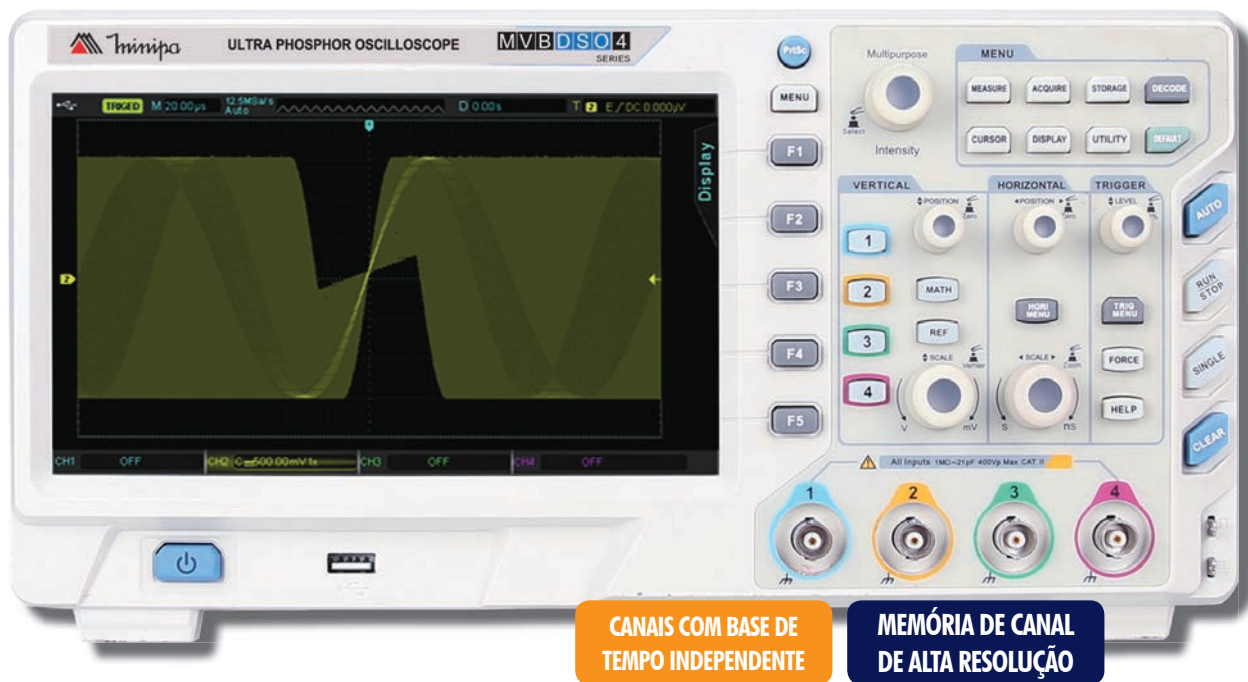 minipa
ULTRA PHOSPHOR OSCILLOSCOPE
MVBDSO4
SERIES
TRIGED M 20.00μs 12.5MSa/s D 0.00s T 2 E / DC 0.000μV
Auto
Display
2
CH1 OFF CH2 500.00mV 1x CH3 OFF CH4 OFF
PrtSc
MENU
F1
F2
F3
F4
F5
Multipurpose
Select
Intensity
MENU
MEASURE ACQUIRE STORAGE DECODE
CURSOR DISPLAY UTILITY DEFAULT
VERTICAL
POSITION
Zero
1
2
3
4
MATH
REF
SCALE
Vernier
V mV
HORIZONTAL
POSITION
Zero
HORI
MENU
SCALE
Zoom
S ns
TRIGGER
LEVEL
TRIG
MENU
FORCE
HELP
AUTO
RUN
STOP
SINGLE
CLEAR
All Inputs 1MΩ~21pF 400Vp Max CAT II
1 2 3 4
CANAIS COM BASE DE
TEMPO INDEPENDENTE
MEMÓRIA DE CANAL
DE ALTA RESOLUÇÃO